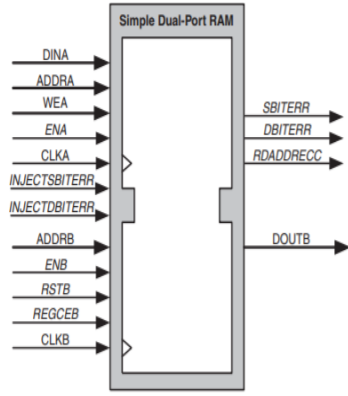 Simple Dual-Port RAM
DINA
ADDRA
WEA
ENA
CLKA
INJECTSBITERR
INJECTDBITERR
ADDRB
ENB
RSTB
REGCEB
CLKB
SBITERR
DBITERR
RDADDRECC
DOUTB